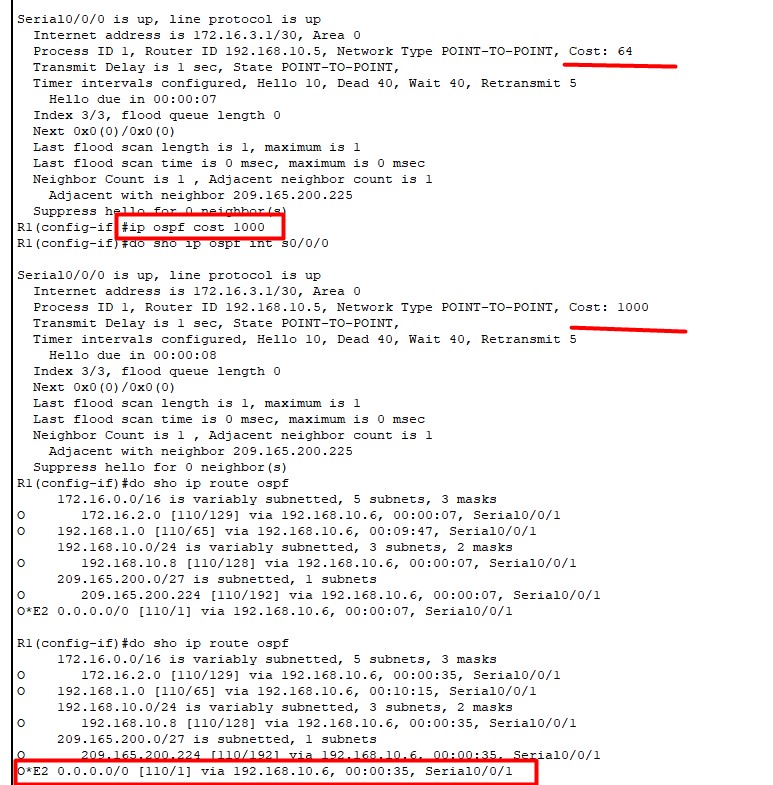 Serial0/0/0 is up, line protocol is up
Internet address is 172.16.3.1/30, Area 0
Process ID 1, Router ID 192.168.10.5, Network Type POINT-TO-POINT, Cost: 64
Transmit Delay is 1 sec, State POINT-TO-POINT,
Timer intervals configured, Hello 10, Dead 40, Wait 40, Retransmit 5
Hello due in 00:00:07
Index 3/3, flood queue length 0
Next 0x0(0)/0x0(0)
Last flood scan length is 1, maximum is 1
Last flood scan time is 0 msec, maximum is 0 msec
Neighbor Count is 1 , Adjacent neighbor count is 1
Adjacent with neighbor 209.165.200.225
Suppress hello for 0 neighbor(s)
R1(config-if)#ip ospf cost 1000
R1(config-if)#do sho ip ospf int s0/0/0
Serial0/0/0 is up, line protocol is up
Internet address is 172.16.3.1/30, Area 0
Process ID 1, Router ID 192.168.10.5, Network Type POINT-TO-POINT, Cost: 1000
Transmit Delay is 1 sec, State POINT-TO-POINT,
Timer intervals configured, Hello 10, Dead 40, Wait 40, Retransmit 5
Hello due in 00:00:08
Index 3/3, flood queue length 0
Next 0x0(0)/0x0(0)
Last flood scan length is 1, maximum is 1
Last flood scan time is 0 msec, maximum is 0 msec
Neighbor Count is 1 , Adjacent neighbor count is 1
Adjacent with neighbor 209.165.200.225
Suppress hello for 0 neighbor(s)
R1(config-if)#do sho ip route ospf
172.16.0.0/16 is variably subnetted, 5 subnets, 3 masks
O 172.16.2.0 [110/129] via 192.168.10.6, 00:00:07, Serial0/0/1
O 192.168.1.0 [110/65] via 192.168.10.6, 00:09:47, Serial0/0/1
192.168.10.0/24 is variably subnetted, 3 subnets, 2 masks
O 192.168.10.8 [110/128] via 192.168.10.6, 00:00:07, Serial0/0/1
209.165.200.0/27 is subnetted, 1 subnets
O 209.165.200.224 [110/192] via 192.168.10.6, 00:00:07, Serial0/0/1
O*E2 0.0.0.0/0 [110/1] via 192.168.10.6, 00:00:07, Serial0/0/1
R1(config-if)#do sho ip route ospf
172.16.0.0/16 is variably subnetted, 5 subnets, 3 masks
O 172.16.2.0 [110/129] via 192.168.10.6, 00:00:35, Serial0/0/1
O 192.168.1.0 [110/65] via 192.168.10.6, 00:10:15, Serial0/0/1
192.168.10.0/24 is variably subnetted, 3 subnets, 2 masks
O 192.168.10.8 [110/128] via 192.168.10.6, 00:00:35, Serial0/0/1
209.165.200.0/27 is subnetted, 1 subnets
O 209.165.200.224 [110/192] via 192.168.10.6, 00:00:35, Serial0/0/1
O*E2 0.0.0.0/0 [110/1] via 192.168.10.6, 00:00:35, Serial0/0/1